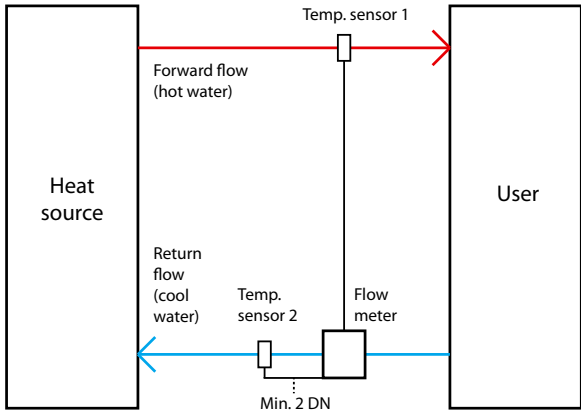 Temp. sensor 1
Forward flow
(hot water)
Heat
source
User
Return
flow
(cool
water)
Temp.
sensor 2
Flow
meter
Min. 2 DN